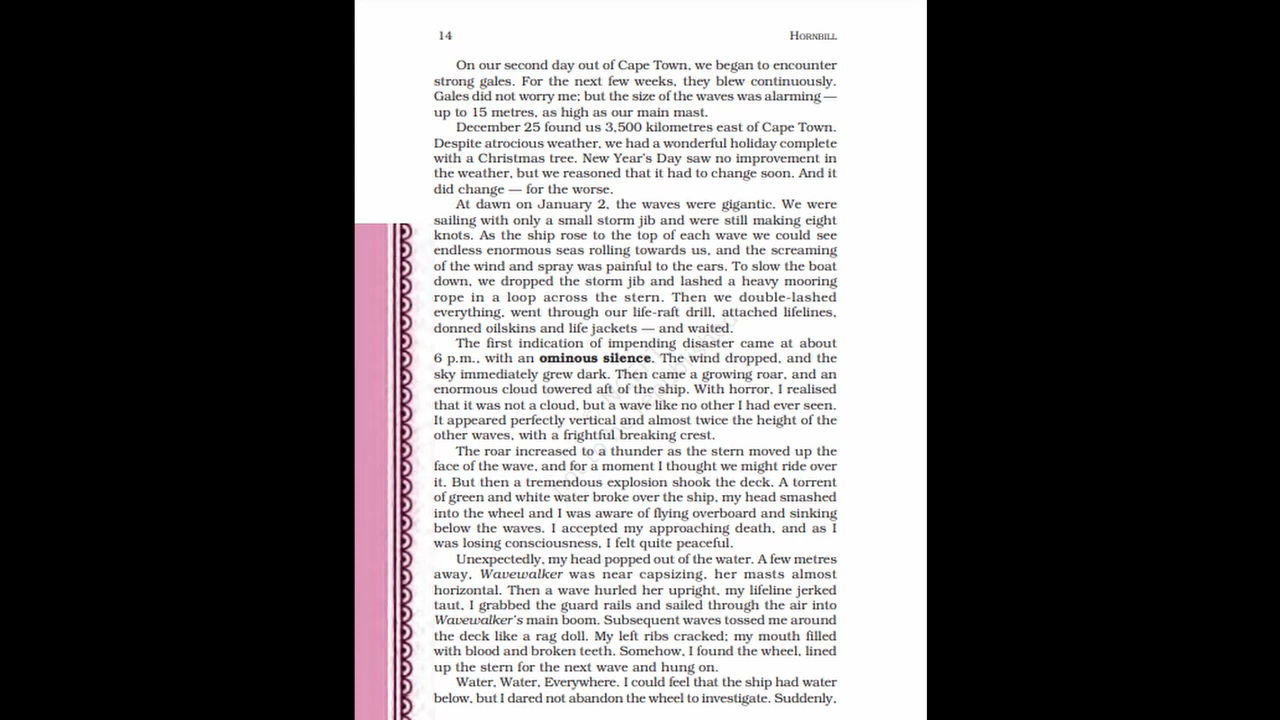 14 HORNBILL
On our second day out of Cape Town, we began to encounter
strong gales. For the next few weeks, they blew continuously.
Gales did not worry me; but the size of the waves was alarming —
up to 15 metres, as high as our main mast.
December 25 found us 3,500 kilometres east of Cape Town.
Despite atrocious weather, we had a wonderful holiday complete
with a Christmas tree. New Year's Day saw no improvement in
the weather, but we reasoned that it had to change soon. And it
did change — for the worse.
At dawn on January 2, the waves were gigantic. We were
sailing with only a small storm jib and were still making eight
knots. As the ship rose to the top of each wave we could see
endless enormous seas rolling towards us, and the screaming
of the wind and spray was painful to the ears. To slow the boat
down, we dropped the storm jib and lashed a heavy mooring
rope in a loop across the stern. Then we double-lashed
everything, went through our life-raft drill, attached lifelines,
donned oilskins and life jackets — and waited.
The first indication of impending disaster came at about
6 p.m., with an ominous silence. The wind dropped, and the
sky immediately grew dark. Then came a growing roar, and an
enormous cloud towered aft of the ship. With horror, I realised
that it was not a cloud, but a wave like no other I had ever seen.
It appeared perfectly vertical and almost twice the height of the
other waves, with a frightful breaking crest.
The roar increased to a thunder as the stern moved up the
face of the wave, and for a moment I thought we might ride over
it. But then a tremendous explosion shook the deck. A torrent
of green and white water broke over the ship, my head smashed
into the wheel and I was aware of flying overboard and sinking
below the waves. I accepted my approaching death, and as I
was losing consciousness, I felt quite peaceful.
Unexpectedly, my head popped out of the water. A few metres
away, Wavewalker was near capsizing, her masts almost
horizontal. Then a wave hurled her upright, my lifeline jerked
taut, I grabbed the guard rails and sailed through the air into
Wavewalker's main boom. Subsequent waves tossed me around
the deck like a rag doll. My left ribs cracked; my mouth filled
with blood and broken teeth. Somehow, I found the wheel, lined
up the stern for the next wave and hung on.
Water, Water, Everywhere. I could feel that the ship had water
below, but I dared not abandon the wheel to investigate. Suddenly,